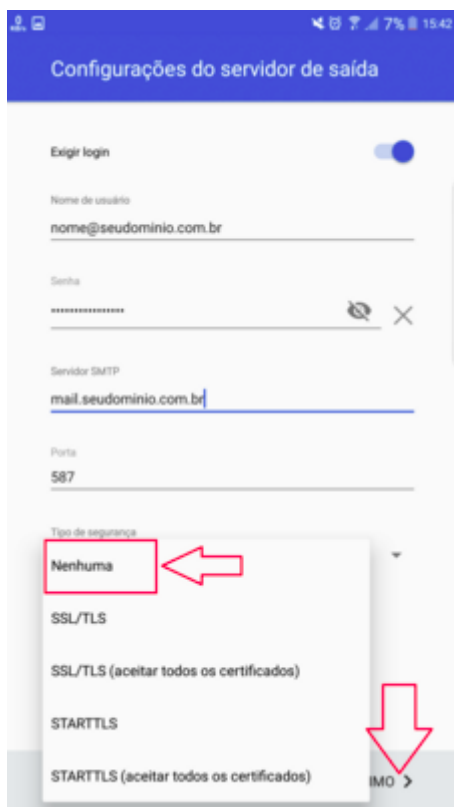 7% 15:42
Configurações do servidor de saída
Exigir login
Nome de usuário
nome@seudominio.com.br
Senha
Servidor SMTP
mail.seudominio.com.br
Porta
587
Tipo de segurança
Nenhuma
SSL/TLS
SSL/TLS (aceitar todos os certificados)
STARTTLS
STARTTLS (aceitar todos os certificados)
IMO